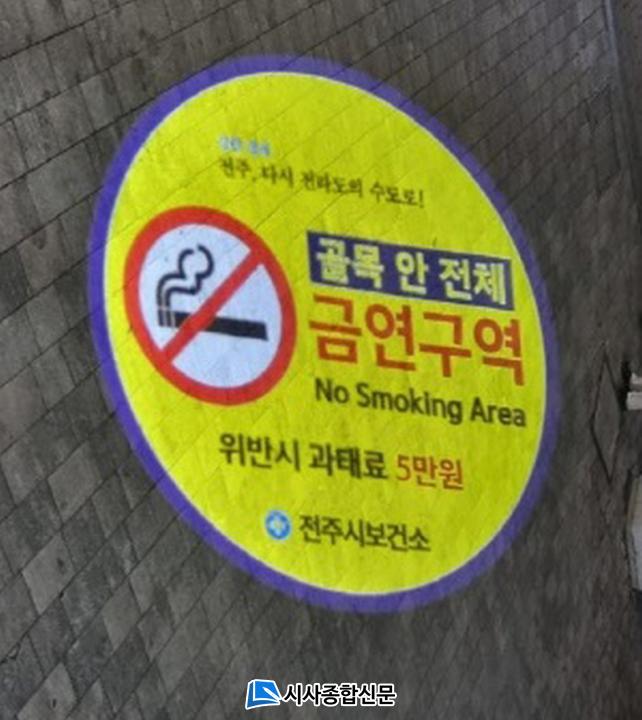 전주, 다시 전라도의 수도로!
골목 안 전체
금연구역
No Smoking Area
위반시 과태료 5만원
전주시보건소
시사종합신문